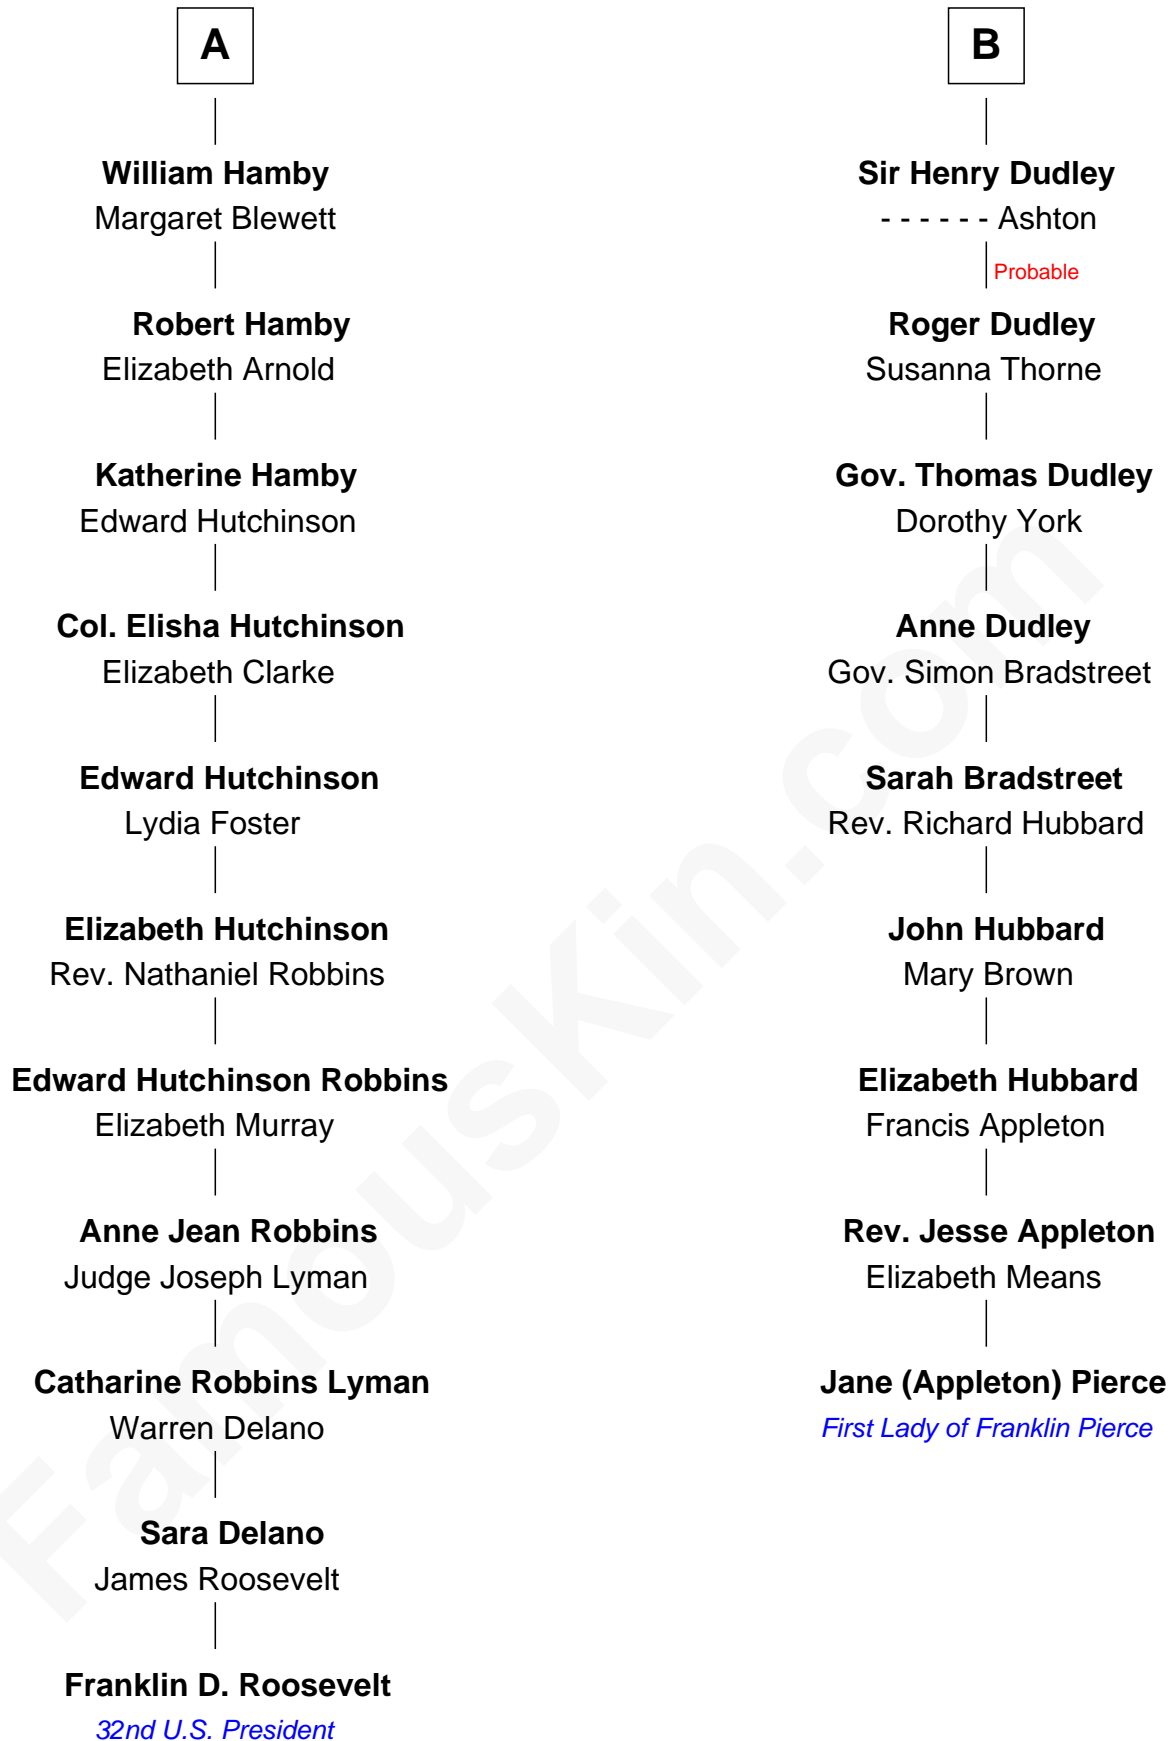 A
William Hamby
Margaret Blewett
Robert Hamby
Elizabeth Arnold
Katherine Hamby
Edward Hutchinson
Col. Elisha Hutchinson
Elizabeth Clarke
Edward Hutchinson
Lydia Foster
Elizabeth Hutchinson
Rev. Nathaniel Robbins
Edward Hutchinson Robbins
Elizabeth Murray
Anne Jean Robbins
Judge Joseph Lyman
Catharine Robbins Lyman
Warren Delano
Sara Delano
James Roosevelt
Franklin D. Roosevelt
32nd U.S. President
B
Sir Henry Dudley
- - - - - - Ashton
Probable
Roger Dudley
Susanna Thorne
Gov. Thomas Dudley
Dorothy York
Anne Dudley
Gov. Simon Bradstreet
Sarah Bradstreet
Rev. Richard Hubbard
John Hubbard
Mary Brown
Elizabeth Hubbard
Francis Appleton
Rev. Jesse Appleton
Elizabeth Means
Jane (Appleton) Pierce
First Lady of Franklin Pierce
FamousKin.com